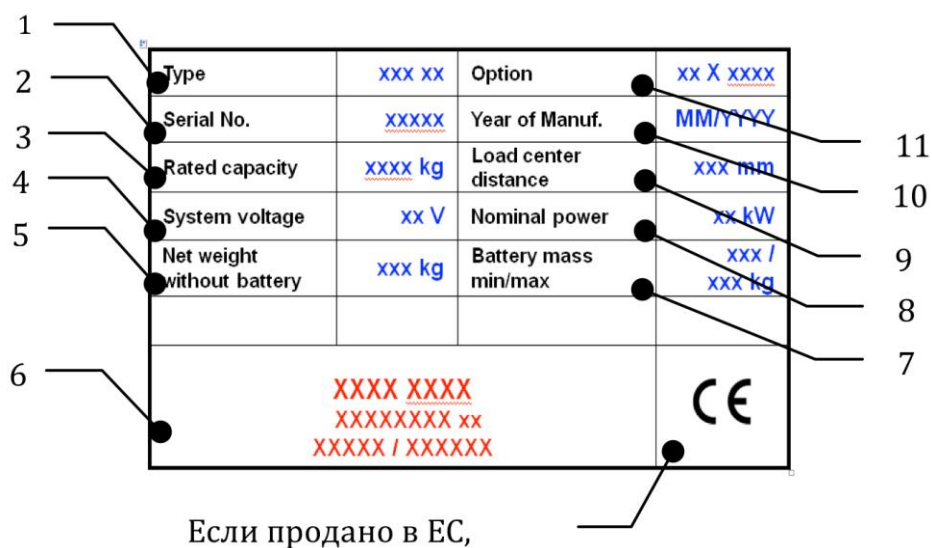 1
2
3
4
5
6
Type xxx xx Option xx X xxxx
Serial No. xxxxx Year of Manuf. MM/YYYY
Rated capacity xxxx kg Load center distance xxx mm
System voltage xx V Nominal power xx kW
Net weight without battery xxx kg Battery mass min/max xxx / xxx kg
XXXX XXXX
XXXXXXXX xx
XXXXX / XXXXXX
CE
11
10
9
8
7
Если продано в ЕС,